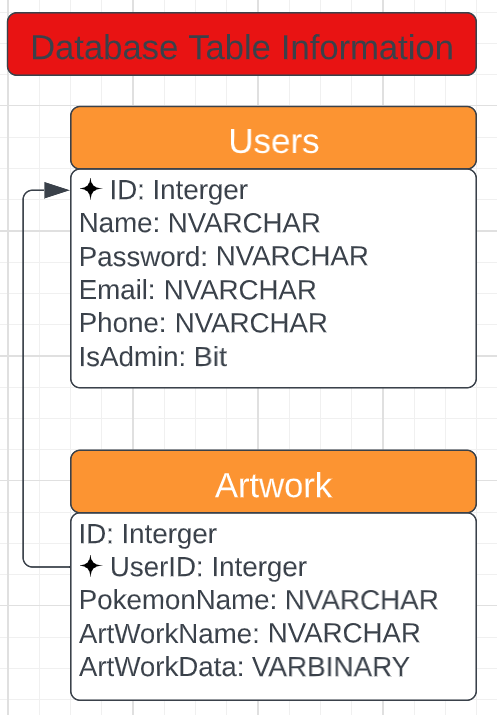 Database Table Information
Users
✦ ID: Interger
Name: NVARCHAR
Password: NVARCHAR
Email: NVARCHAR
Phone: NVARCHAR
IsAdmin: Bit
Artwork
ID: Interger
✦ UserID: Interger
PokemonName: NVARCHAR
ArtWorkName: NVARCHAR
ArtWorkData: VARBINARY